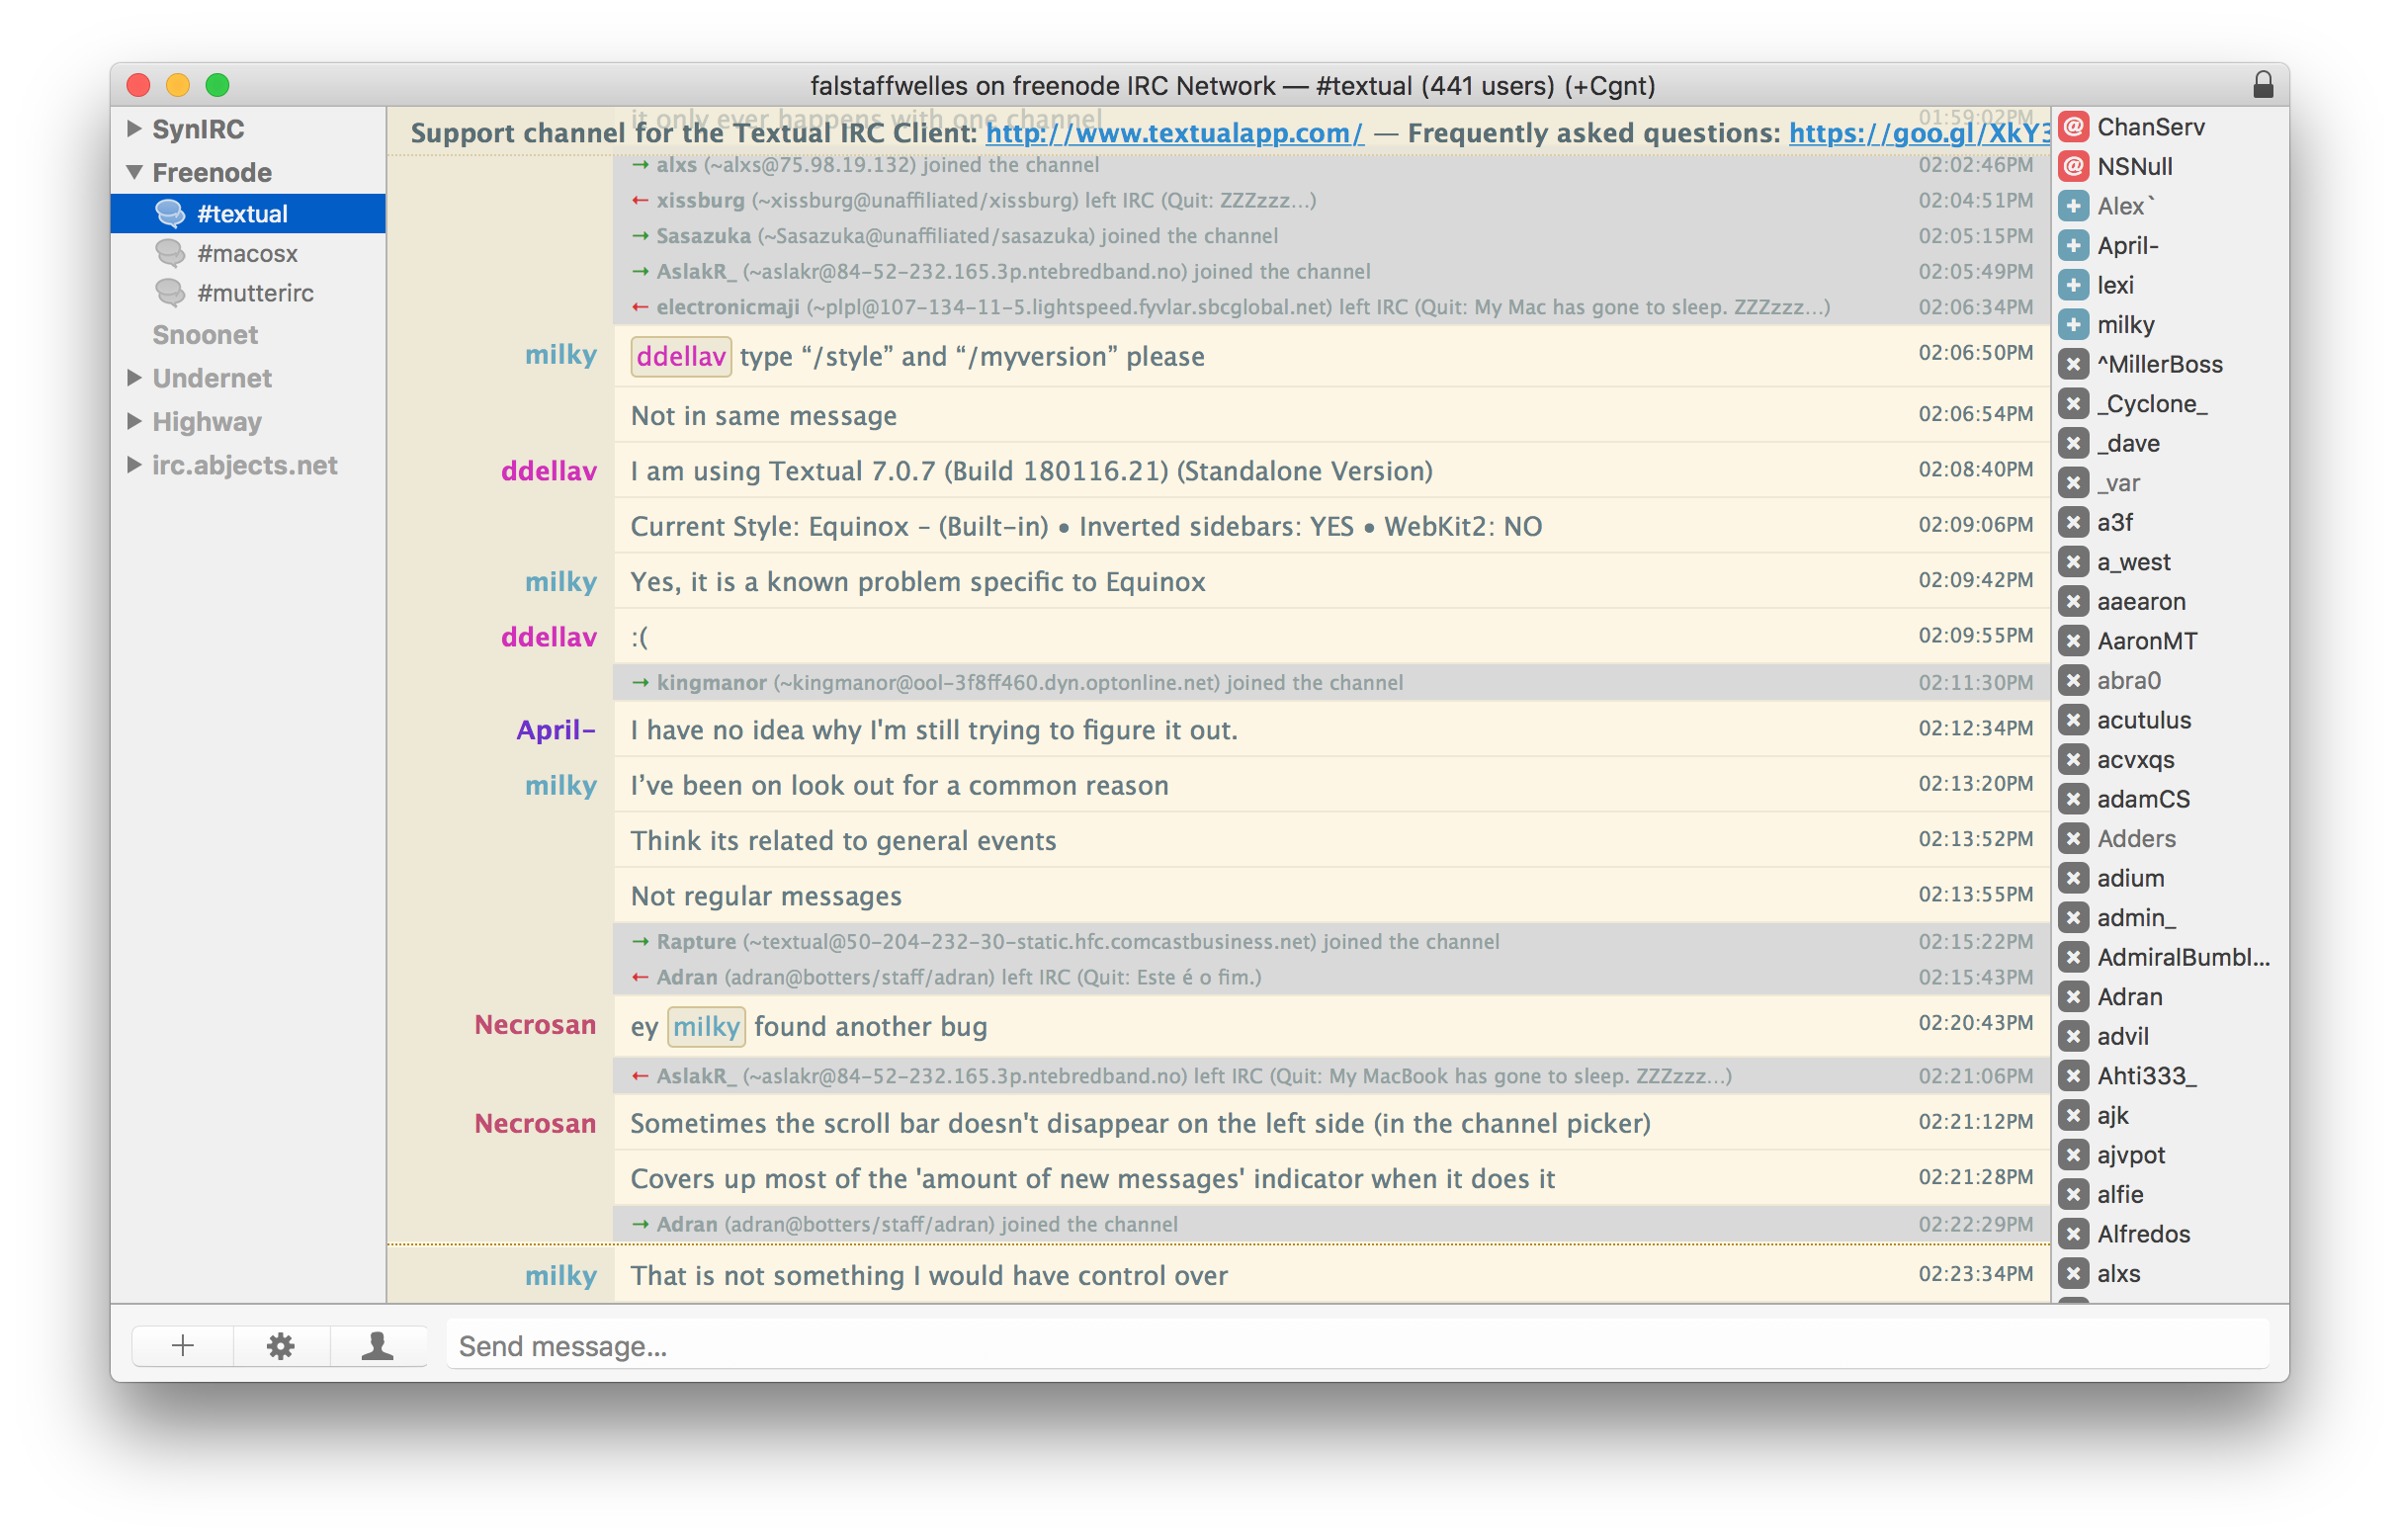 falstaffwelles on freenode IRC Network — #textual (441 users) (+Cgnt)
SynIRC
Freenode
#textual
#macosx
#mutterirc
Snoonet
Undernet
Highway
irc.abjects.net
it only ever happens with one channel 01:59:02PM
Support channel for the Textual IRC Client: http://www.textualapp.com/ — Frequently asked questions: https://goo.gl/XkY3
→ alxs (~alxs@75.98.19.132) joined the channel 02:02:46PM
← xissburg (~xissburg@unaffiliated/xissburg) left IRC (Quit: ZZZzzz…) 02:04:51PM
→ Sasazuka (~Sasazuka@unaffiliated/sasazuka) joined the channel 02:05:15PM
→ AslakR_ (~aslakr@84-52-232.165.3p.ntebredband.no) joined the channel 02:05:49PM
← electronicmaji (~plpl@107-134-11-5.lightspeed.fyvlar.sbcglobal.net) left IRC (Quit: My Mac has gone to sleep. ZZZzzz…) 02:06:34PM
milky ddellav type “/style” and “/myversion” please 02:06:50PM
Not in same message 02:06:54PM
ddellav I am using Textual 7.0.7 (Build 180116.21) (Standalone Version) 02:08:40PM
Current Style: Equinox – (Built-in) • Inverted sidebars: YES • WebKit2: NO 02:09:06PM
milky Yes, it is a known problem specific to Equinox 02:09:42PM
ddellav :( 02:09:55PM
→ kingmanor (~kingmanor@ool-3f8ff460.dyn.optonline.net) joined the channel 02:11:30PM
April- I have no idea why I'm still trying to figure it out. 02:12:34PM
milky I’ve been on look out for a common reason 02:13:20PM
Think its related to general events 02:13:52PM
Not regular messages 02:13:55PM
→ Rapture (~textual@50-204-232-30-static.hfc.comcastbusiness.net) joined the channel 02:15:22PM
← Adran (adran@botters/staff/adran) left IRC (Quit: Este é o fim.) 02:15:43PM
Necrosan ey milky found another bug 02:20:43PM
← AslakR_ (~aslakr@84-52-232.165.3p.ntebredband.no) left IRC (Quit: My MacBook has gone to sleep. ZZZzzz…) 02:21:06PM
Necrosan Sometimes the scroll bar doesn't disappear on the left side (in the channel picker) 02:21:12PM
Covers up most of the 'amount of new messages' indicator when it does it 02:21:28PM
→ Adran (adran@botters/staff/adran) joined the channel 02:22:29PM
milky That is not something I would have control over 02:23:34PM
@ ChanServ
@ NSNull
+ Alex`
+ April-
+ lexi
+ milky
× ^MillerBoss
× _Cyclone_
× _dave
× _var
× a3f
× a_west
× aaearon
× AaronMT
× abra0
× acutulus
× acvxqs
× adamCS
× Adders
× adium
× admin_
× AdmiralBumbl...
× Adran
× advil
× Ahti333_
× ajk
× ajvpot
× alfie
× Alfredos
× alxs
Send message...